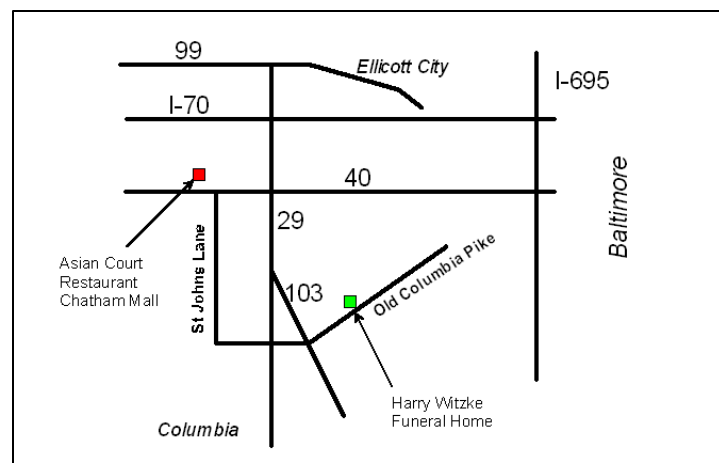 99
Ellicott City
I-70
I-695
40
29
Baltimore
Asian Court
Restaurant
Chatham Mall
St Johns Lane
103
Old Columbia Pike
Harry Witzke
Funeral Home
Columbia